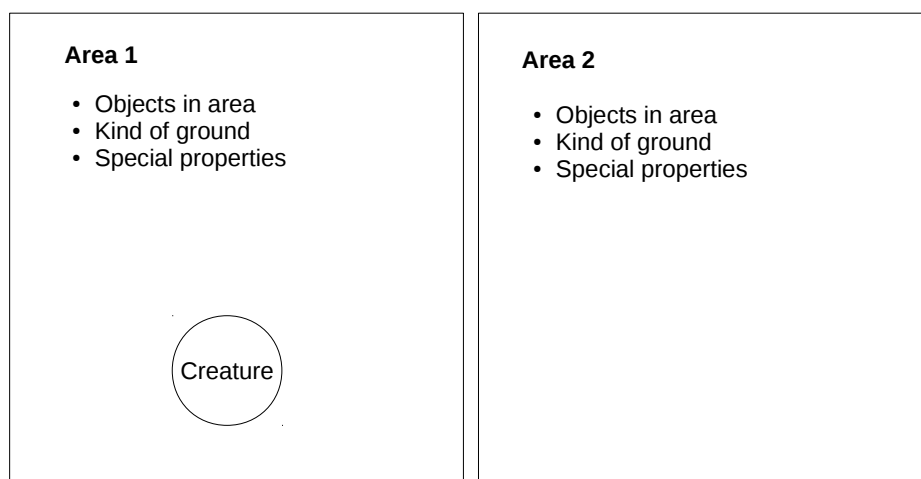 Area 1
• Objects in area
• Kind of ground
• Special properties
Creature
Area 2
• Objects in area
• Kind of ground
• Special properties